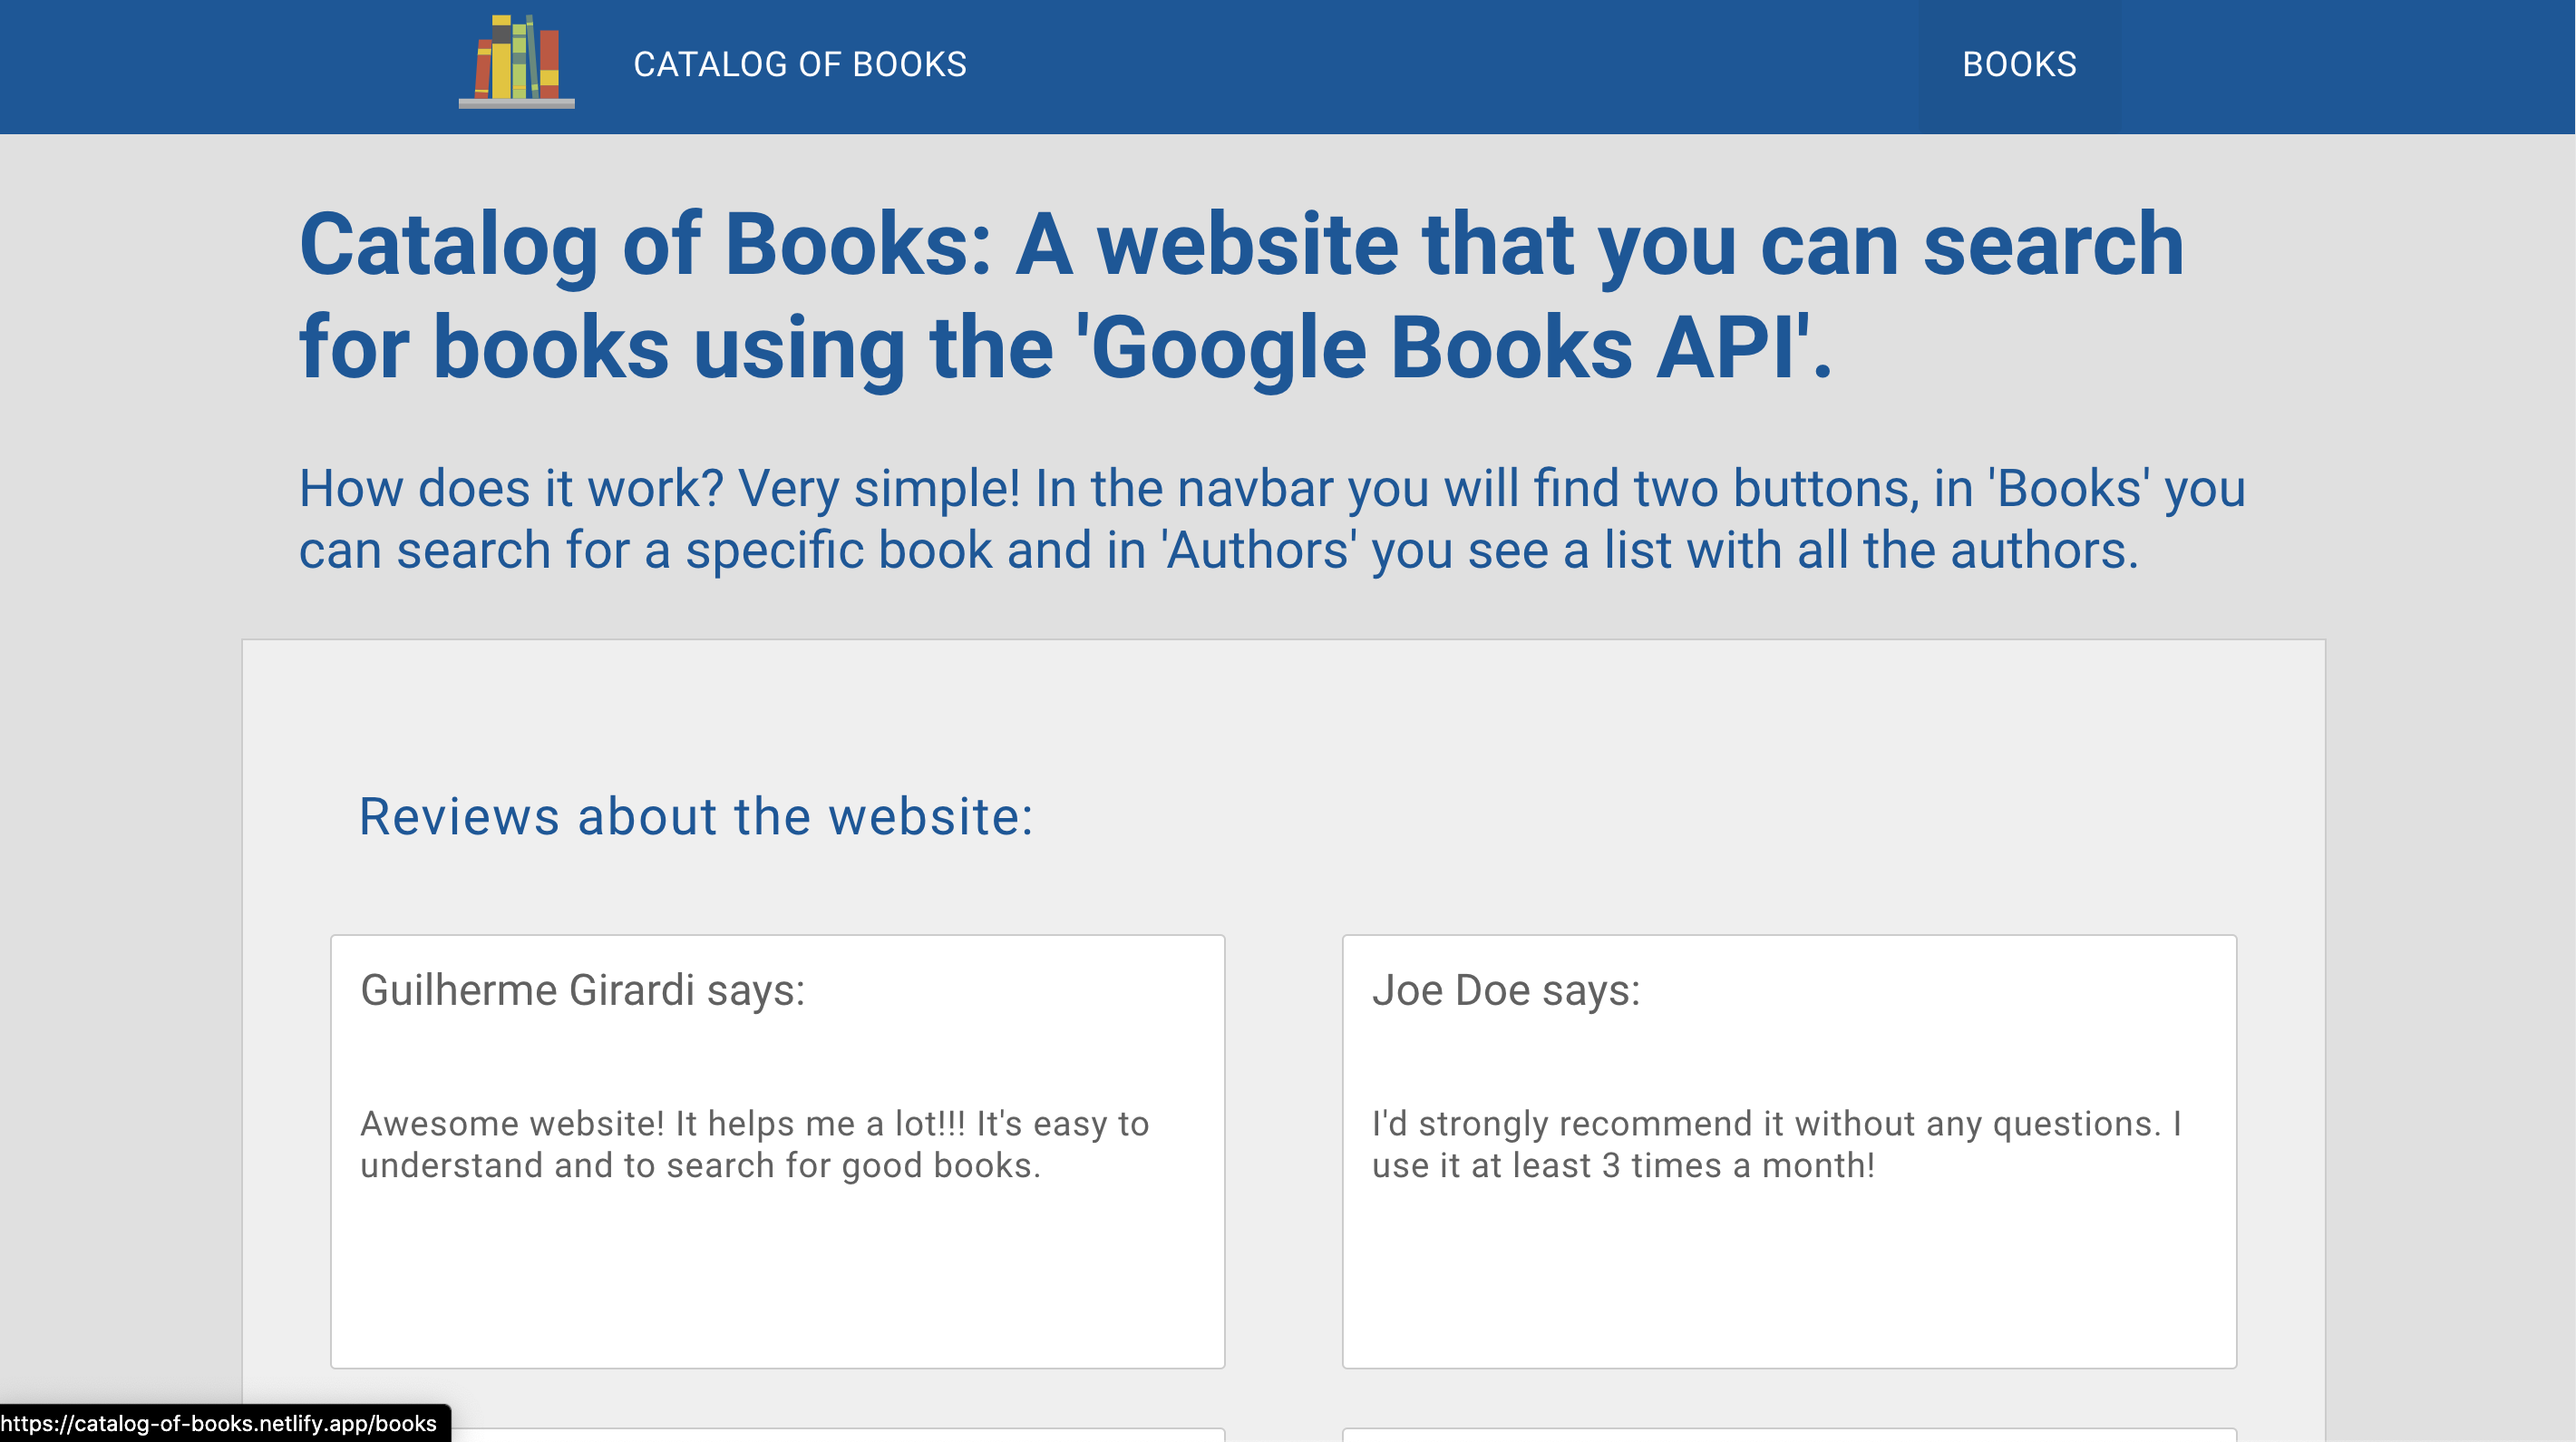 CATALOG OF BOOKS
BOOKS
Catalog of Books: A website that you can search
for books using the 'Google Books API'.
How does it work? Very simple! In the navbar you will find two buttons, in 'Books' you
can search for a specific book and in 'Authors' you see a list with all the authors.
Reviews about the website:
Guilherme Girardi says:
Awesome website! It helps me a lot!!! It's easy to
understand and to search for good books.
Joe Doe says:
I'd strongly recommend it without any questions. I
use it at least 3 times a month!
https://catalog-of-books.netlify.app/books